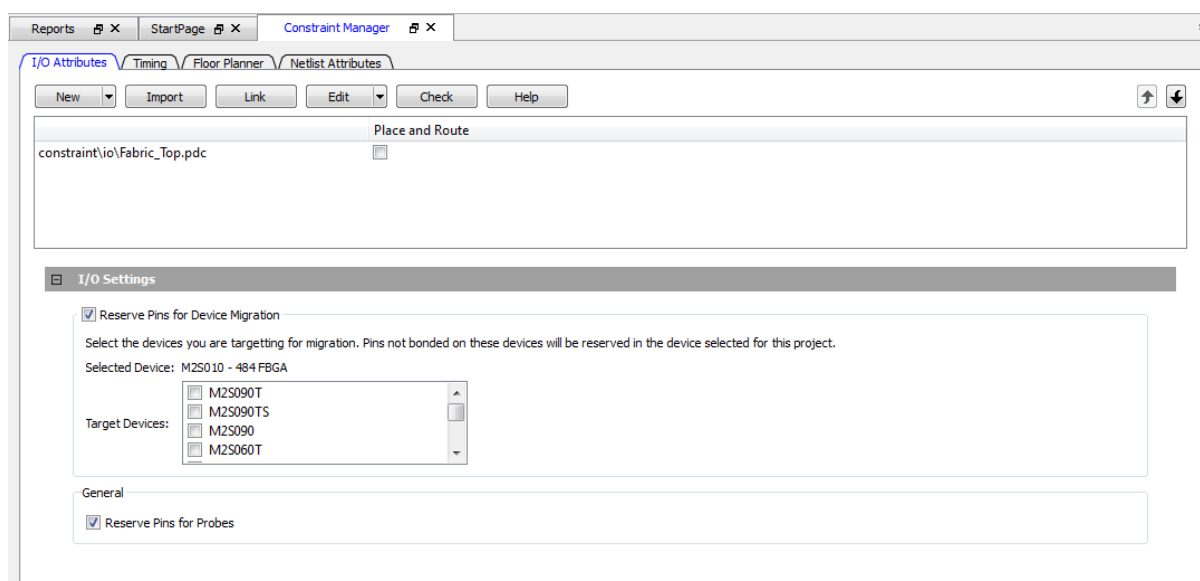 Reports StartPage Constraint Manager
I/O Attributes Timing Floor Planner Netlist Attributes
New Import Link Edit Check Help
Place and Route
constraint\io\Fabric_Top.pdc
I/O Settings
Reserve Pins for Device Migration
Select the devices you are targetting for migration. Pins not bonded on these devices will be reserved in the device selected for this project.
Selected Device: M2S010 - 484 FBGA
M2S090T
M2S090TS
Target Devices: M2S090
M2S060T
General
Reserve Pins for Probes